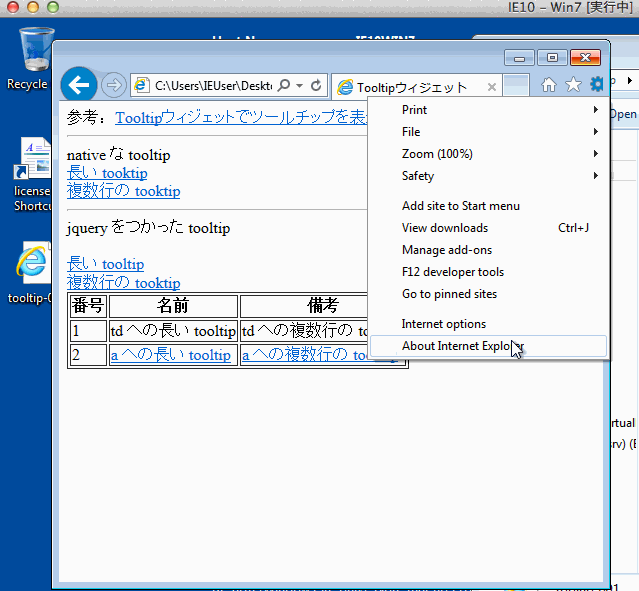 IE10 – Win7 [実行中]
Recycle
license
Shortcu
tooltip-
C:\Users\IEUser\Deskt
Tooltipウィジェット
参考：Tooltipウィジェットでツールチップを表
native な tooltip
長い tooktip
複数行の tooktip
jquery をつかった tooltip
長い tooltip
複数行の tooktip
番号 名前 備考
1 td への長い tooltip td への複数行の to
2 a への長い tooltip a への複数行の to
Print
File
Zoom (100%)
Safety
Add site to Start menu
View downloads Ctrl+J
Manage add-ons
F12 developer tools
Go to pinned sites
Internet options
About Internet Explorer
Open
rtual
srv) (E